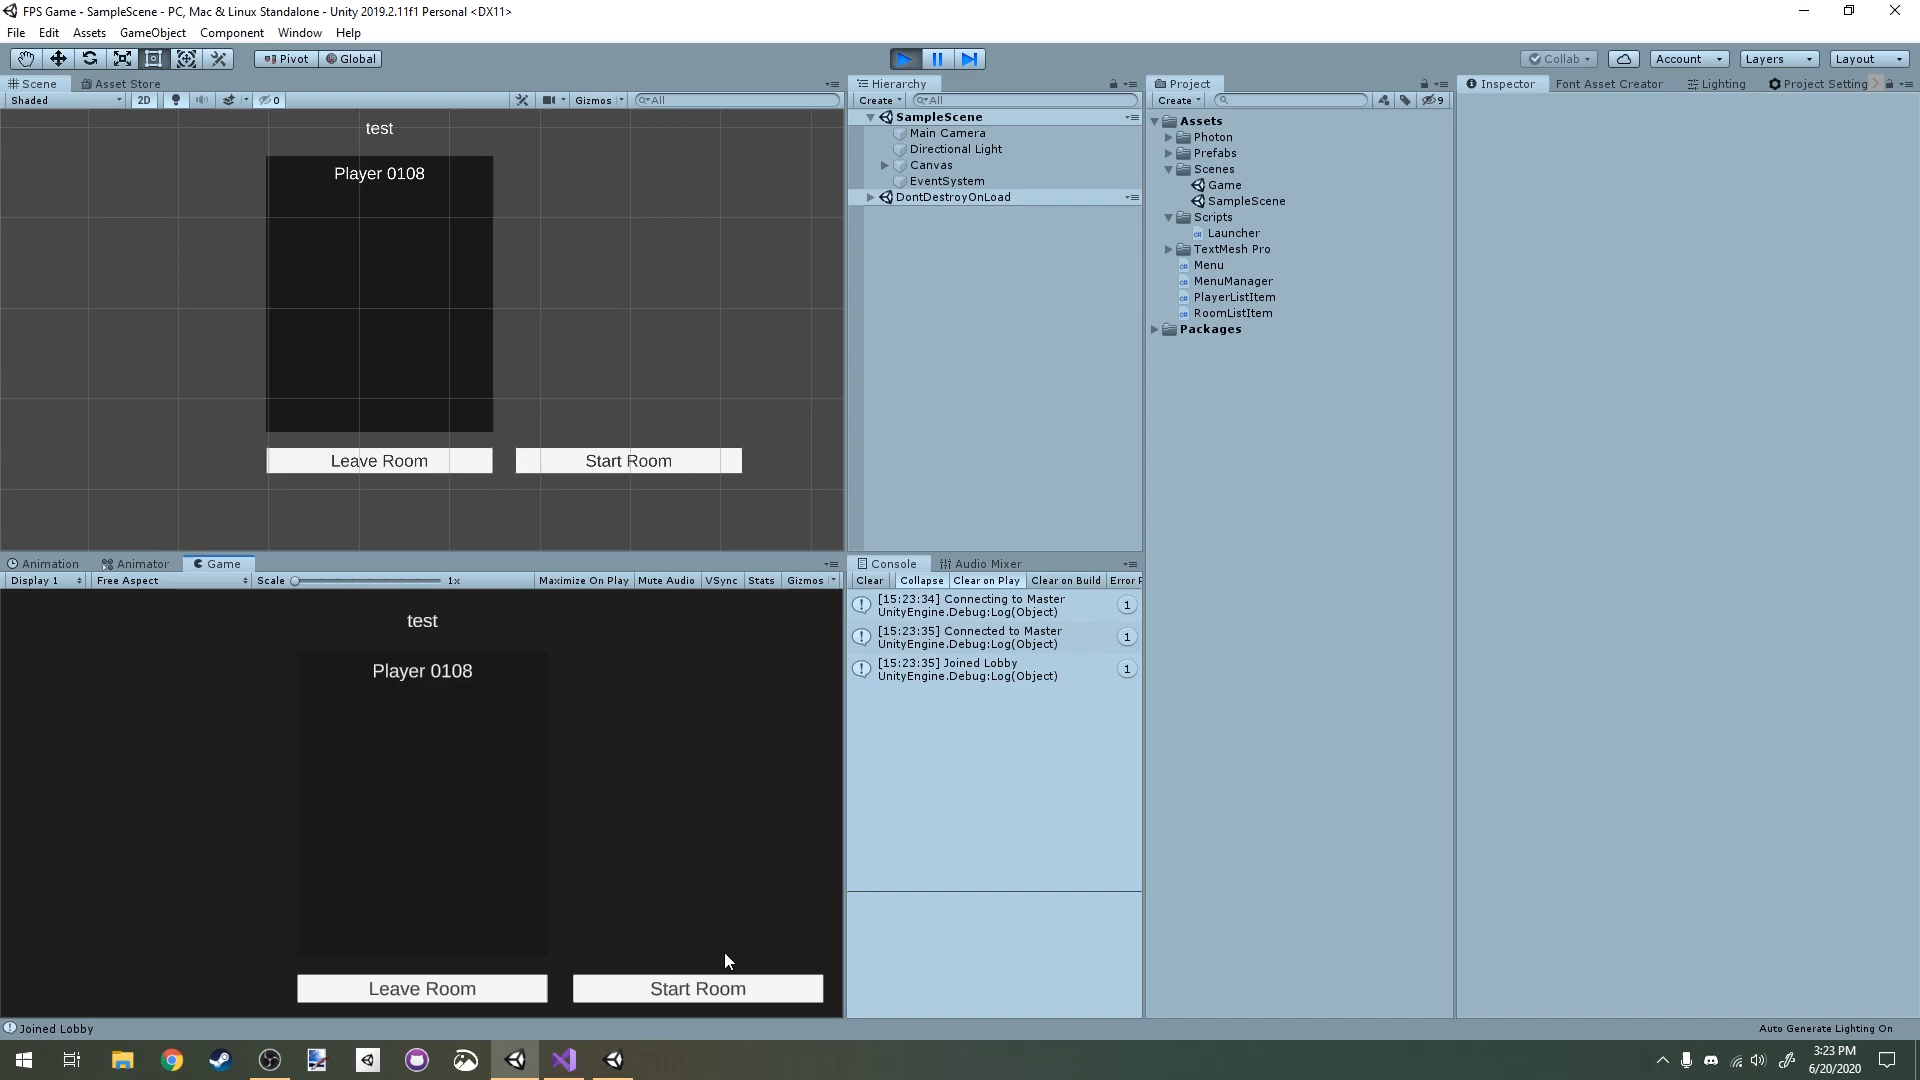 FPS Game - SampleScene - PC, Mac & Linux Standalone - Unity 2019.2.11f1 Personal <DX11>
File Edit Assets GameObject Component Window Help
Pivot Global Collab Account Layers Layout
Scene Asset Store
Shaded 2D 0 Gizmos All
test
Player 0108
Leave Room Start Room
Hierarchy
Create All
SampleScene
Main Camera
Directional Light
Canvas
EventSystem
DontDestroyOnLoad
Project
Create 9
Assets
Photon
Prefabs
Scenes
Game
SampleScene
Scripts
Launcher
TextMesh Pro
Menu
MenuManager
PlayerListItem
RoomListItem
Packages
Inspector Font Asset Creator Lighting Project Setting
Animation Animator Game
Display 1 Free Aspect Scale 1x Maximize On Play Mute Audio VSync Stats Gizmos
test
Player 0108
Leave Room Start Room
Console Audio Mixer
Clear Collapse Clear on Play Clear on Build Error P
[15:23:34] Connecting to Master 1
UnityEngine.Debug:Log(Object)
[15:23:35] Connected to Master 1
UnityEngine.Debug:Log(Object)
[15:23:35] Joined Lobby 1
UnityEngine.Debug:Log(Object)
Joined Lobby Auto Generate Lighting On
3:23 PM
6/20/2020